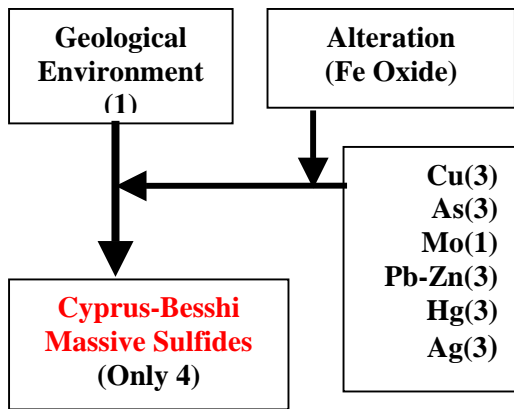 Geological
Environment
(1)
Alteration
(Fe Oxide)
Cu(3)
As(3)
Mo(1)
Pb-Zn(3)
Hg(3)
Ag(3)
Cyprus-Besshi
Massive Sulfides
(Only 4)